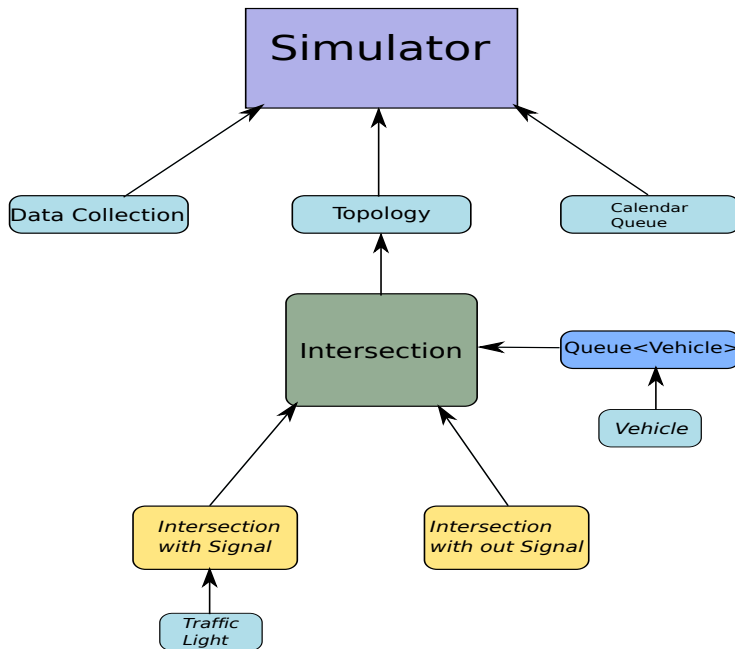 Simulator
Data Collection
Topology
Calendar
Queue
Intersection
Queue<Vehicle>
Vehicle
Intersection
with Signal
Intersection
with out Signal
Traffic
Light